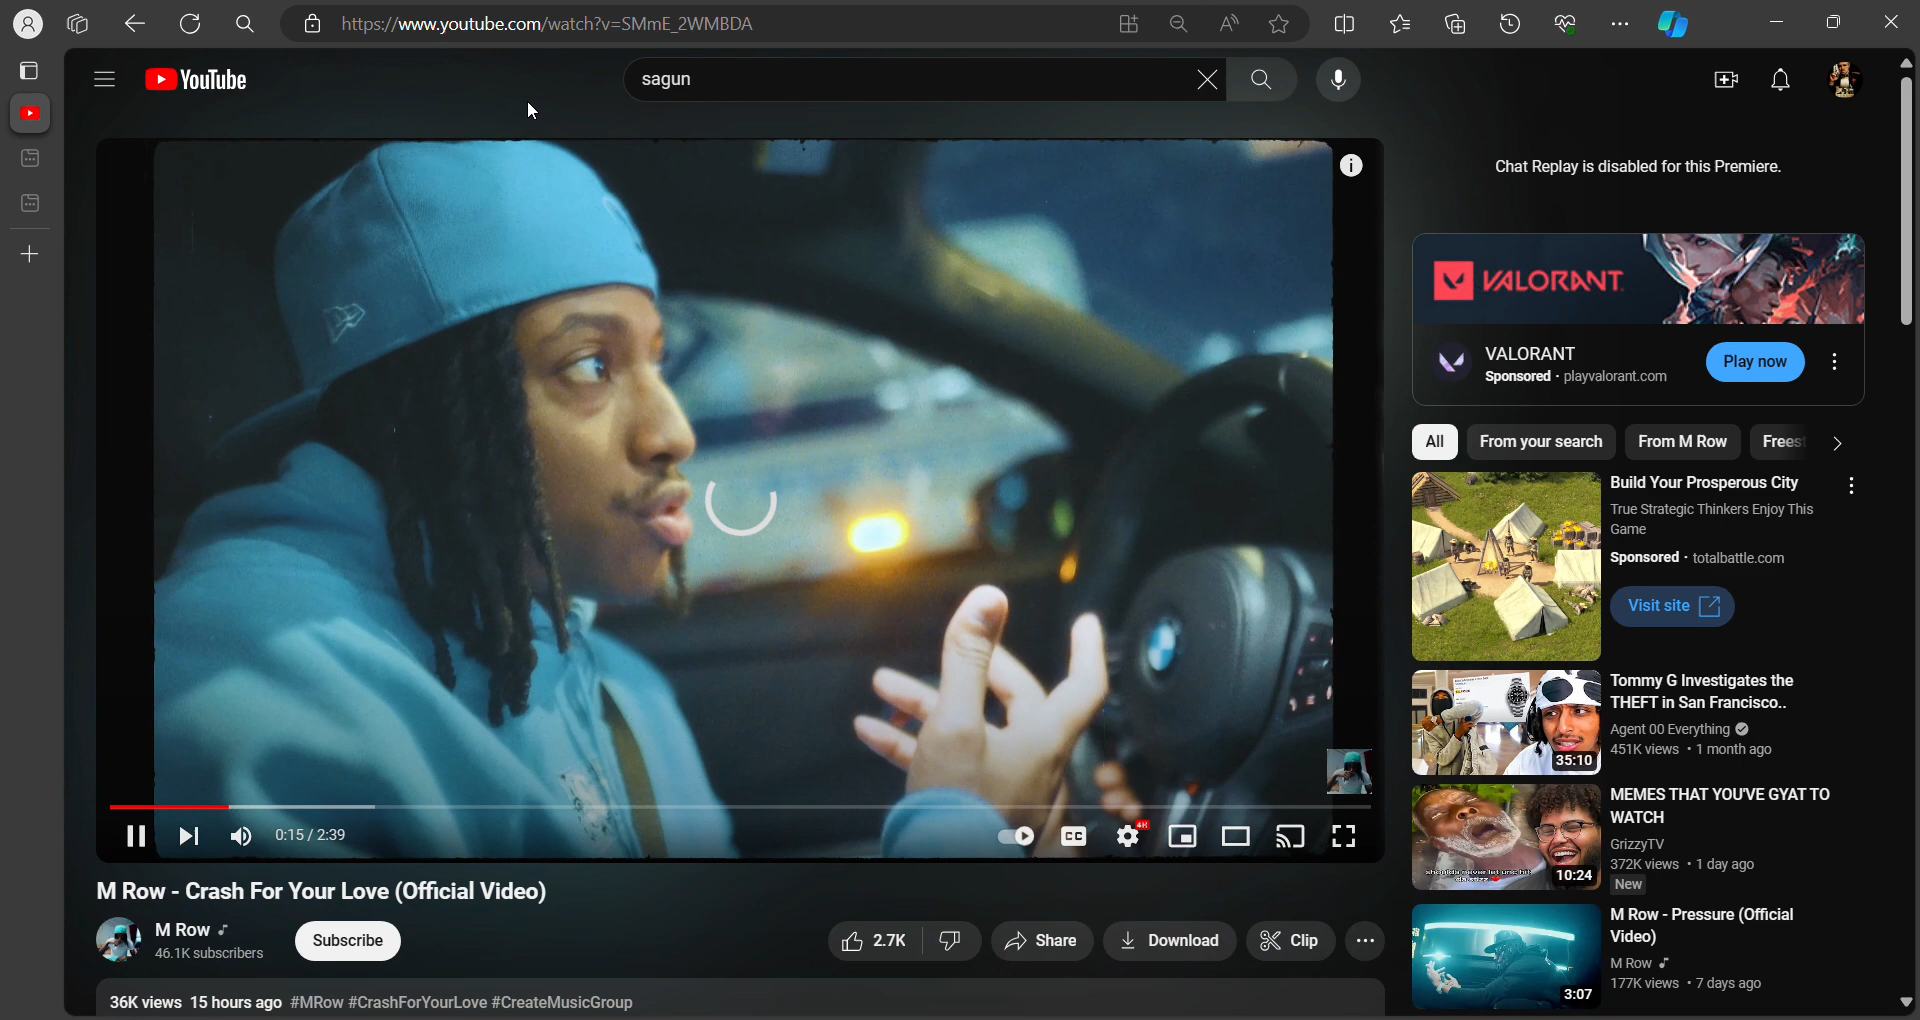 https://www.youtube.com/watch?v=SMmE_2WMBDA
YouTube
sagun
Chat Replay is disabled for this Premiere.
VALORANT
VALORANT
Sponsored · playvalorant.com
Play now
All
From your search
From M Row
Freest
Build Your Prosperous City
True Strategic Thinkers Enjoy This
Game
Sponsored · totalbattle.com
Visit site
Tommy G Investigates the
THEFT in San Francisco..
Agent 00 Everything
451K views • 1 month ago
35:10
MEMES THAT YOU'VE GYAT TO
WATCH
GrizzyTV
372K views • 1 day ago
New
10:24
M Row - Pressure (Official
Video)
M Row
177K views • 7 days ago
3:07
0:15 / 2:39
CC
4K
M Row - Crash For Your Love (Official Video)
M Row
46.1K subscribers
Subscribe
2.7K
Share
Download
Clip
36K views 15 hours ago #MRow #CrashForYourLove #CreateMusicGroup